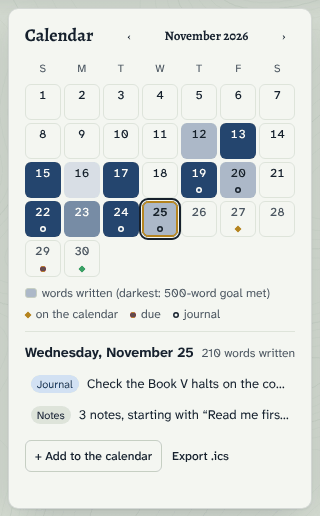 Calendar ‹ November 2026 ›
S M T W T F S
1 2 3 4 5 6 7
8 9 10 11 12 13 14
15 16 17 18 19 20 21
22 23 24 25 26 27 28
29 30
words written (darkest: 500-word goal met)
on the calendar due journal
Wednesday, November 25 210 words written
Journal Check the Book V halts on the co…
Notes 3 notes, starting with “Read me firs…
+ Add to the calendar Export .ics